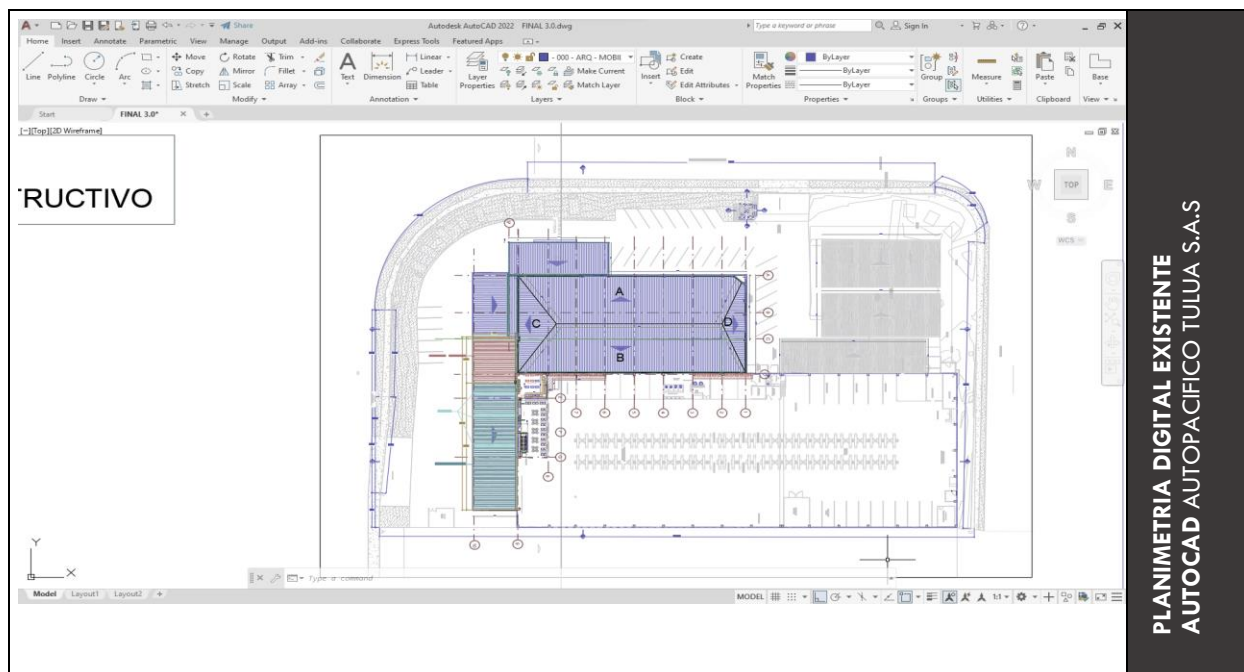 Share
Autodesk AutoCAD 2022 FINAL 3.0.dwg
Type a keyword or phrase
Sign In
Home Insert Annotate Parametric View Manage Output Add-ins Collaborate Express Tools Featured Apps
Line Polyline Circle Arc
Move Rotate Trim
Copy Mirror Fillet
Stretch Scale Array
Text Dimension
Linear
Leader
Table
Layer Properties
- 000 - ARQ - MOBII
Make Current
Match Layer
Insert
Create
Edit
Edit Attributes
Match Properties
ByLayer
ByLayer
ByLayer
Group
Measure
Paste
Base
Draw Modify Annotation Layers Block Properties Groups Utilities Clipboard View
Start FINAL 3.0*
[−][Top][2D Wireframe]
TRUCTIVO
N
W TOP E
S
WCS
A
C D
B
Y
X
Type a command
Model Layout1 Layout2 +
MODEL 1:1
PLANIMETRIA DIGITAL EXISTENTE
AUTOCAD AUTOPACIFICO TULUA S.A.S